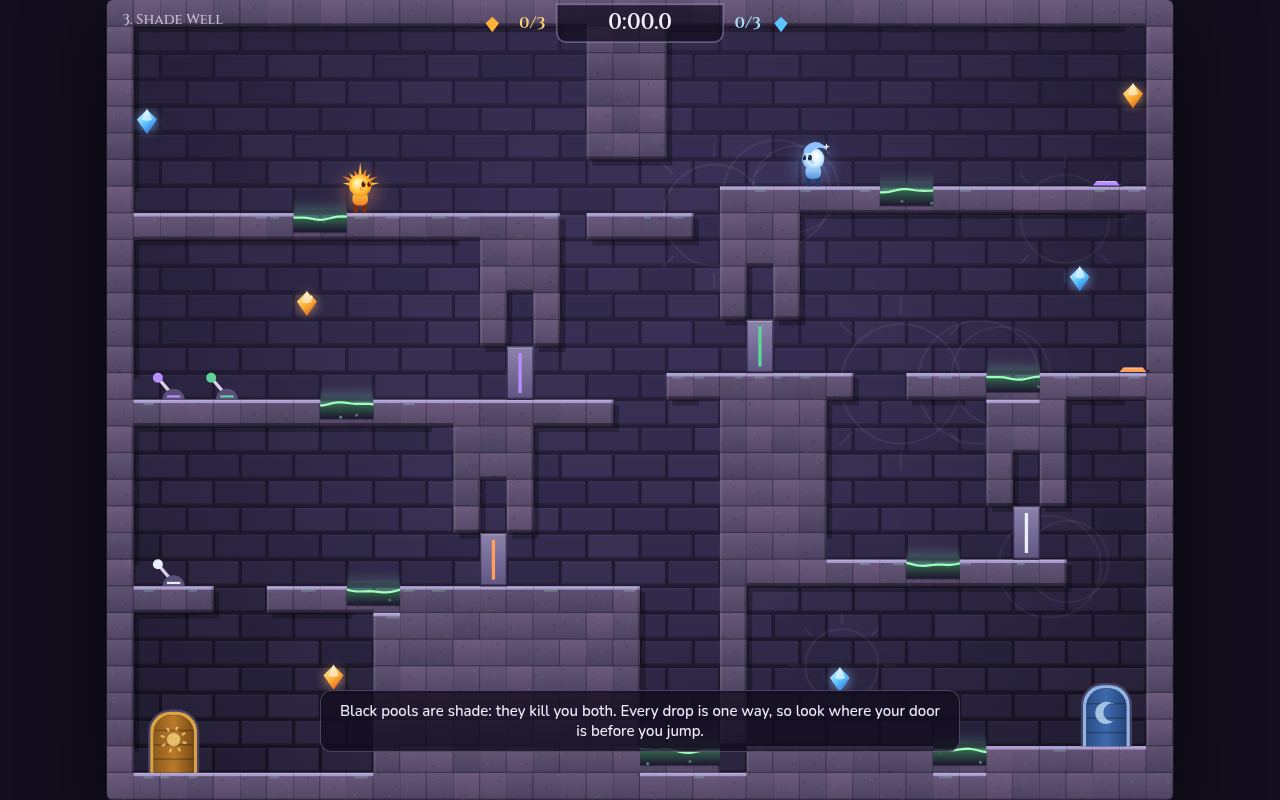 3. Shade Well
0/3
0:00.0
0/3
Black pools are shade: they kill you both. Every drop is one way, so look where your door
is before you jump.